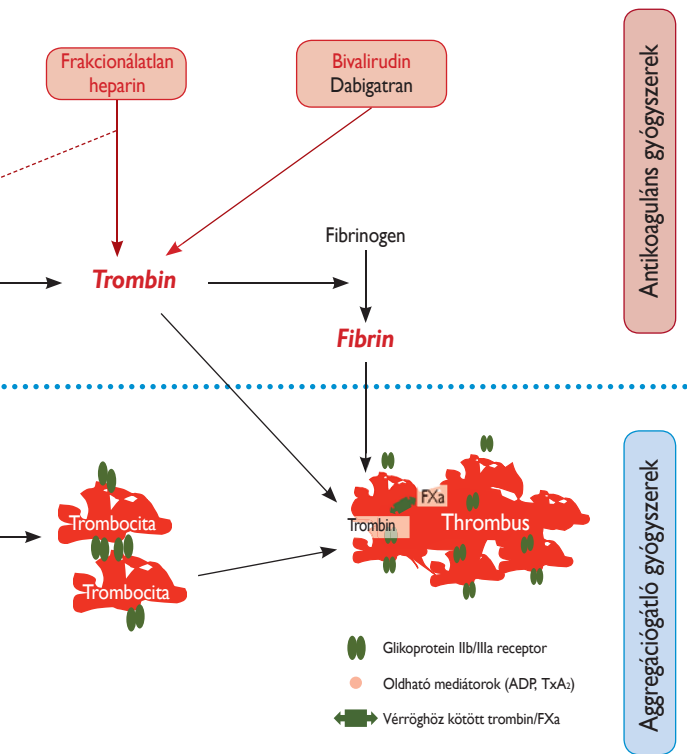 Frakcionálatlan
heparin
Bivalirudin
Dabigatran
Antikoaguláns gyógyszerek
Fibrinogen
Trombin
Fibrin
Aggregációgátló gyógyszerek
Trombocita
Trombocita
FXa
Trombin
Thrombus
Glikoprotein IIb/IIIa receptor
Oldható mediátorok (ADP, TxA₂)
Vérröghöz kötött trombin/FXa